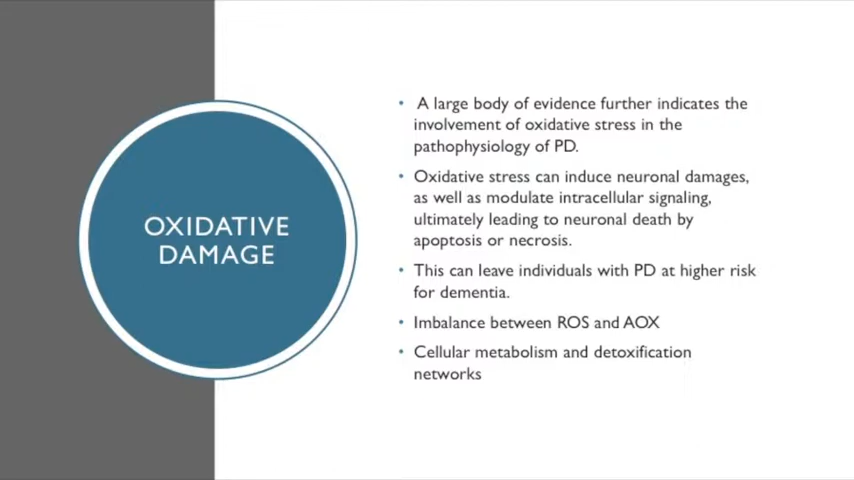 OXIDATIVE
DAMAGE
• A large body of evidence further indicates the
involvement of oxidative stress in the
pathophysiology of PD.
• Oxidative stress can induce neuronal damages,
as well as modulate intracellular signaling,
ultimately leading to neuronal death by
apoptosis or necrosis.
• This can leave individuals with PD at higher risk
for dementia.
• Imbalance between ROS and AOX
• Cellular metabolism and detoxification
networks